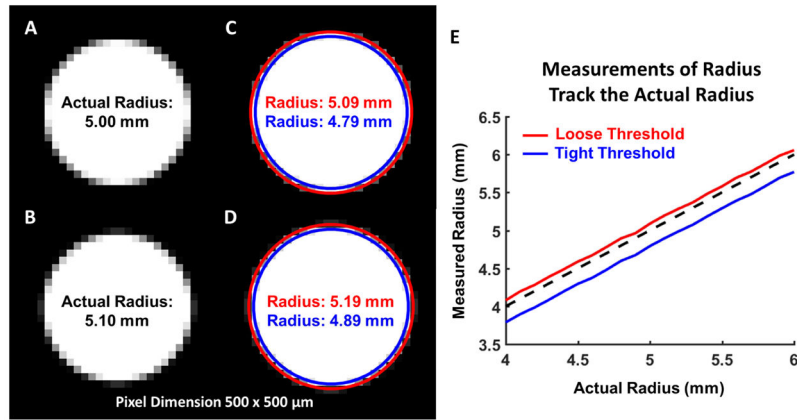 A
Actual Radius:
5.00 mm
B
Actual Radius:
5.10 mm
C
Radius: 5.09 mm
Radius: 4.79 mm
D
Radius: 5.19 mm
Radius: 4.89 mm
Pixel Dimension 500 x 500 µm
E
Measurements of Radius
Track the Actual Radius
Loose Threshold
Tight Threshold
Measured Radius (mm)
6.5
6
5.5
5
4.5
4
3.5
4
4.5
5
5.5
6
Actual Radius (mm)